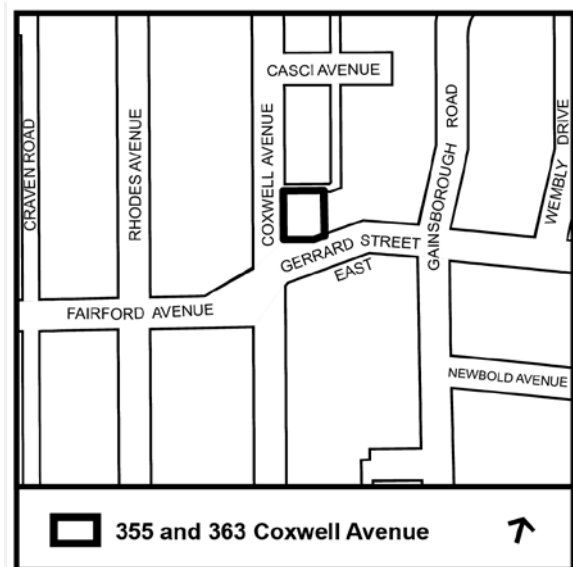 CASCI AVENUE
CRAVEN ROAD
RHODES AVENUE
COXWELL AVENUE
GAINSBOROUGH ROAD
WEMBLY DRIVE
GERRARD STREET
EAST
FAIRFORD AVENUE
NEWBOLD AVENUE
355 and 363 Coxwell Avenue